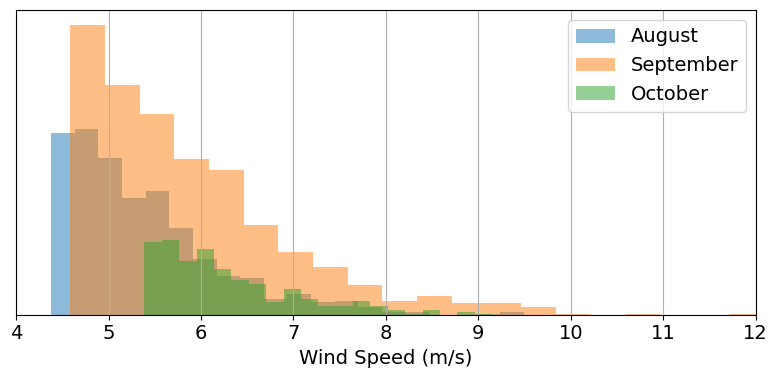 August
September
October
4 5 6 7 8 9 10 11 12
Wind Speed (m/s)